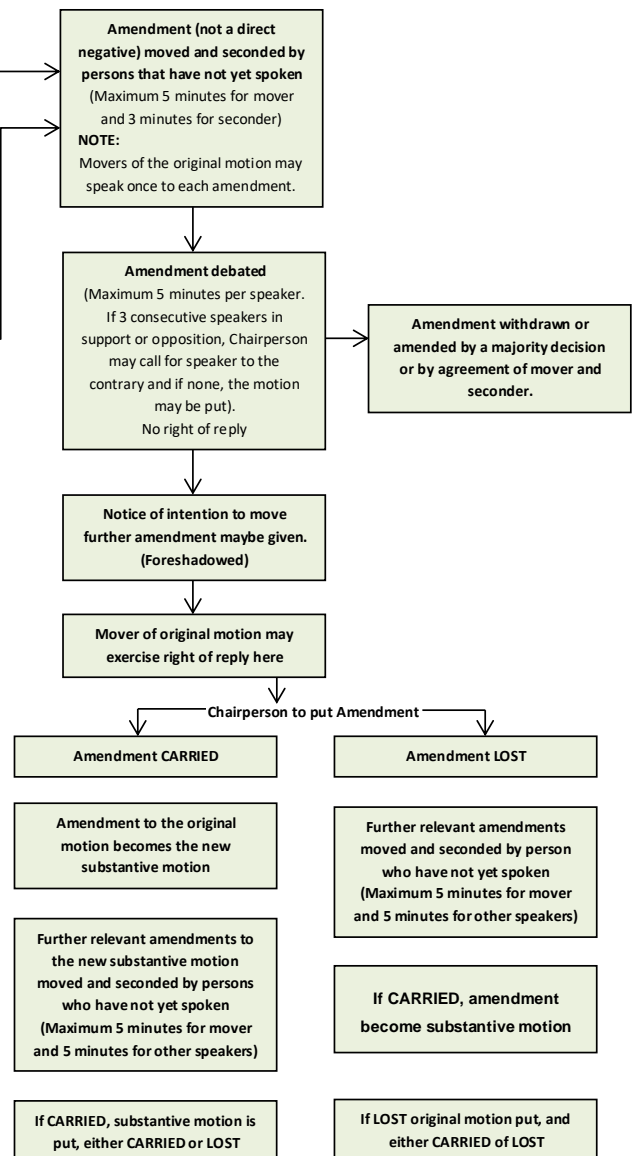 Amendment (not a direct
negative) moved and seconded by
persons that have not yet spoken
(Maximum 5 minutes for mover
and 3 minutes for seconder)
NOTE:
Movers of the original motion may
speak once to each amendment.
Amendment debated
(Maximum 5 minutes per speaker.
If 3 consecutive speakers in
support or opposition, Chairperson
may call for speaker to the
contrary and if none, the motion
may be put).
No right of reply
Amendment withdrawn or
amended by a majority decision
or by agreement of mover and
seconder.
Notice of intention to move
further amendment maybe given.
(Foreshadowed)
Mover of original motion may
exercise right of reply here
Chairperson to put Amendment
Amendment CARRIED
Amendment to the original
motion becomes the new
substantive motion
Further relevant amendments to
the new substantive motion
moved and seconded by persons
who have not yet spoken
(Maximum 5 minutes for mover
and 5 minutes for other speakers)
If CARRIED, substantive motion is
put, either CARRIED or LOST
Amendment LOST
Further relevant amendments
moved and seconded by person
who have not yet spoken
(Maximum 5 minutes for mover
and 5 minutes for other speakers)
If CARRIED, amendment
become substantive motion
If LOST original motion put, and
either CARRIED of LOST